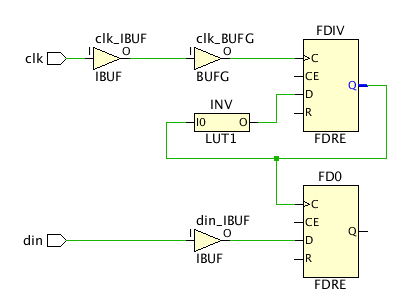 clk_IBUF
clk_BUFG
FDIV
clk
I
O
I
O
IBUF
BUFG
C
CE
D
R
Q
FDRE
INV
I0
O
LUT1
FD0
din_IBUF
din
I
O
IBUF
C
CE
D
R
Q
FDRE